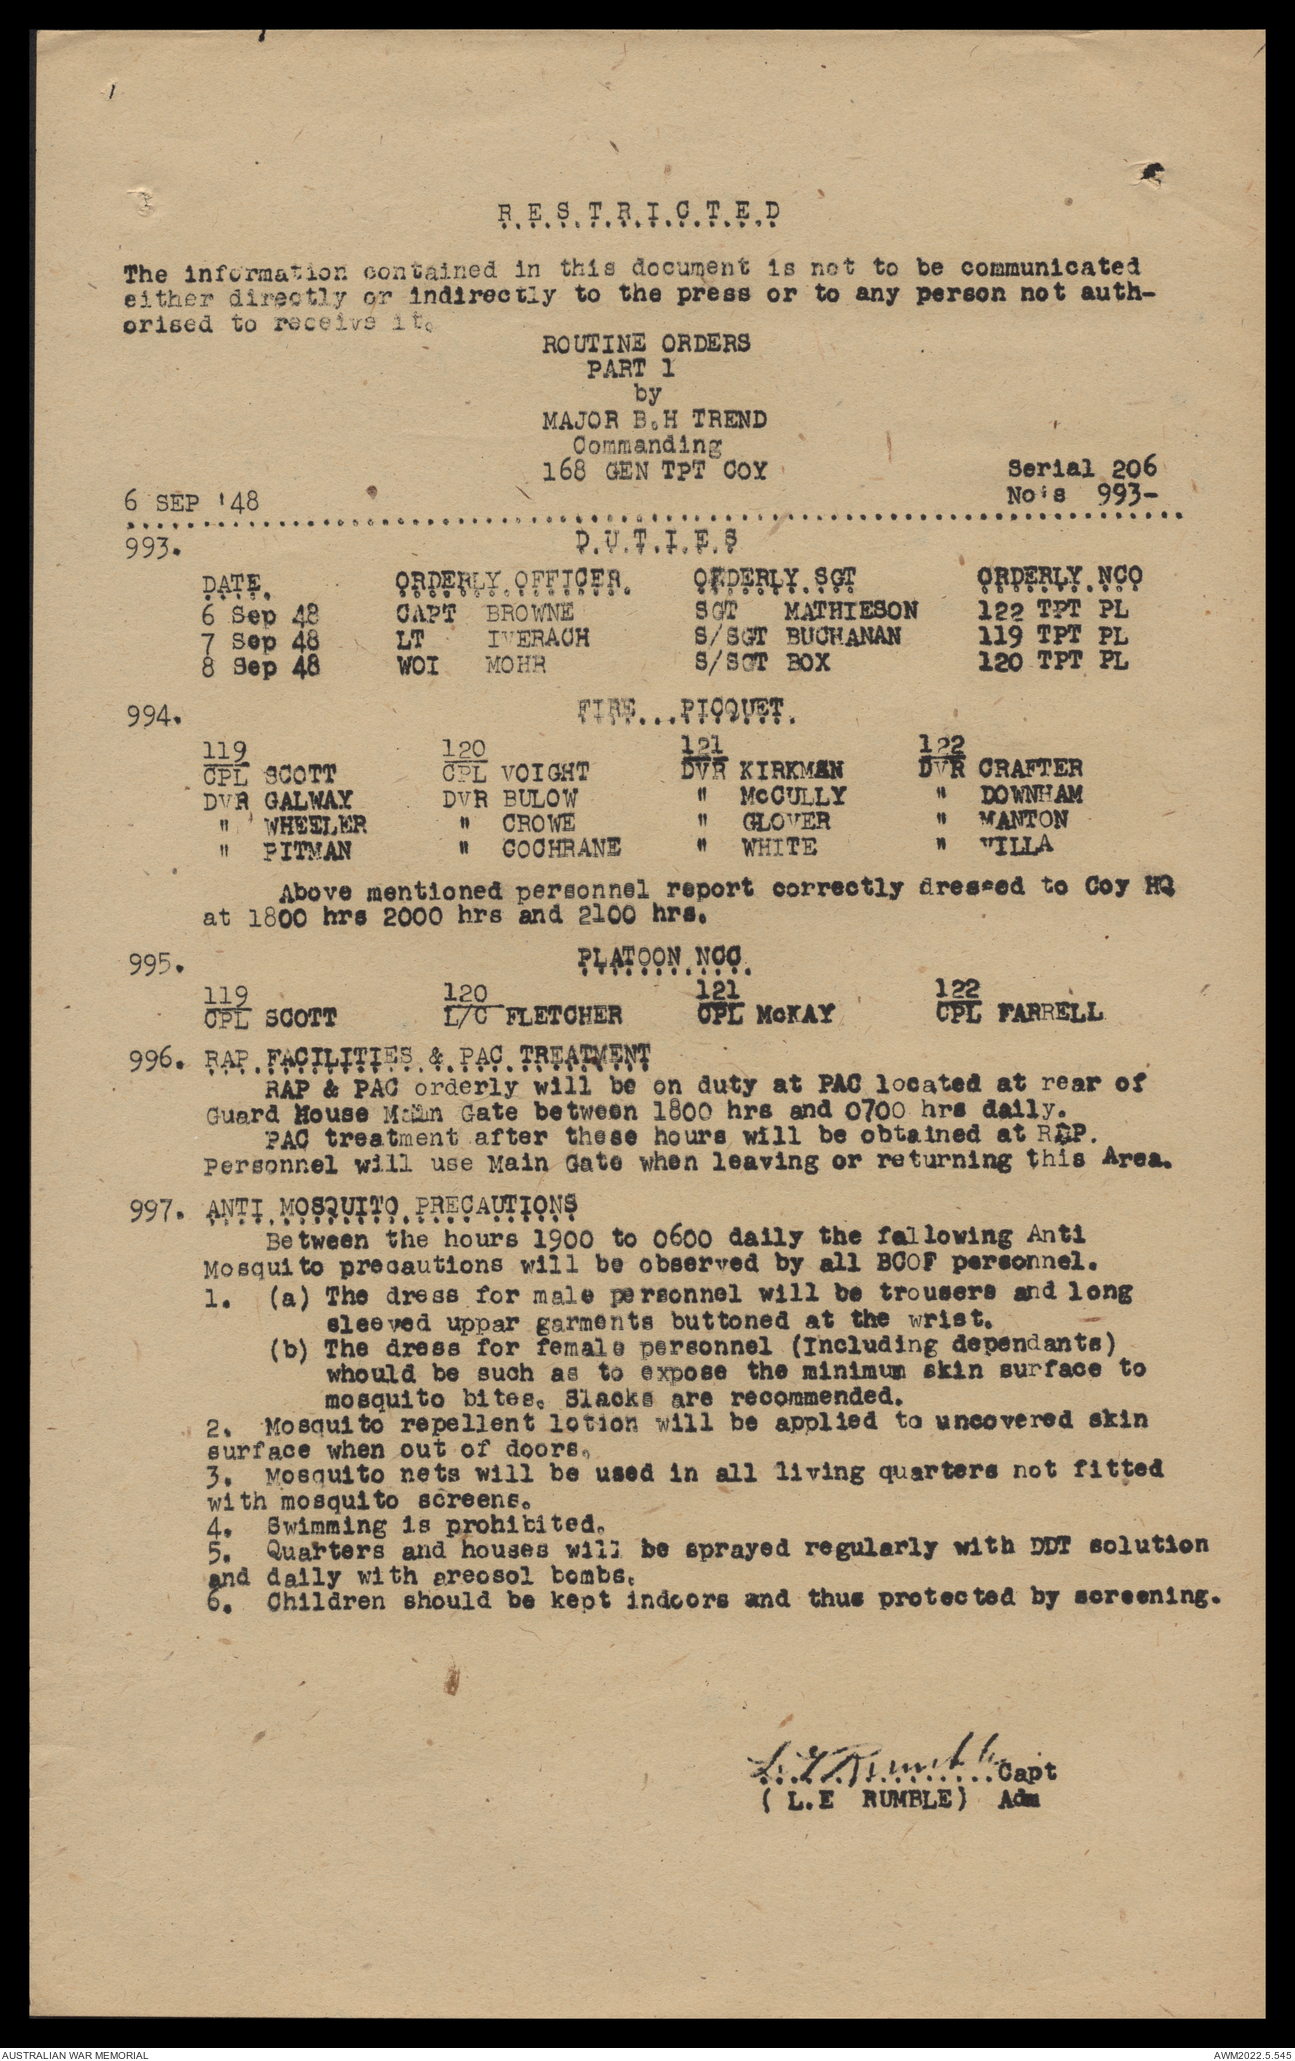 R.E.S.T.R.I.C.T.E.D
The information contained in this document is not to be communicated
either directly or indirectly to the press or to any person not auth-
orised to receive it.
ROUTINE ORDERS
PART 1
by
MAJOR B.H TREND
Commanding
168 GEN TPT COY
Serial 206
6 SEP '48
No's 993-
993. D.U.T.I.E.S
DATE. ORDERLY OFFICER. ORDERLY SGT ORDERLY NCO
6 Sep 48 CAPT BROWNE SGT MATHIESON 122 TPT PL
7 Sep 48 LT IVERACH S/SGT BUCHANAN 119 TPT PL
8 Sep 48 WOI MOHR S/SGT BOX 120 TPT PL
994. FIRE...PICQUET.
119 120 121 122
CPL SCOTT CPL VOIGHT DVR KIRKMAN DVR CRAFTER
DVR GALWAY DVR BULOW " McCULLY " DOWNHAM
" WHEELER " CROWE " GLOVER " MANTON
" PITMAN " COCHRANE " WHITE " VILLA
Above mentioned personnel report correctly dressed to Coy HQ
at 1800 hrs 2000 hrs and 2100 hrs.
995. PLATOON NCO.
119 120 121 122
CPL SCOTT L/C FLETCHER CPL McKAY CPL FARRELL
996. RAP FACILITIES & PAC TREATMENT
RAP & PAC orderly will be on duty at PAC located at rear of
Guard House Main Gate between 1800 hrs and 0700 hrs daily.
PAC treatment after these hours will be obtained at RAP.
Personnel will use Main Gate when leaving or returning this Area.
997. ANTI MOSQUITO PRECAUTIONS
Between the hours 1900 to 0600 daily the fallowing Anti
Mosquito precautions will be observed by all BCOF personnel.
1. (a) The dress for male personnel will be trousers and long
sleeved uppar garments buttoned at the wrist.
(b) The dress for female personnel (Including dependants)
whould be such as to expose the minimum skin surface to
mosquito bites. Slacks are recommended.
2. Mosquito repellent lotion will be applied to uncovered skin
surface when out of doors.
3. Mosquito nets will be used in all living quarters not fitted
with mosquito screens.
4. Swimming is prohibited.
5. Quarters and houses will be sprayed regularly with DDT solution
and daily with areosol bombs.
6. Children should be kept indoors and thus protected by screening.
L.E Rumble Capt
( L.E RUMBLE) Adm
AUSTRALIAN WAR MEMORIAL
AWM2022.5.545